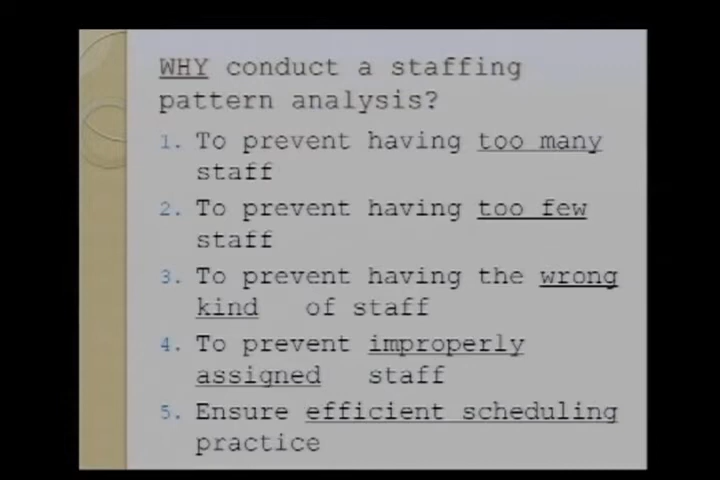 WHY conduct a staffing
pattern analysis?
1. To prevent having too many
staff
2. To prevent having too few
staff
3. To prevent having the wrong
kind of staff
4. To prevent improperly
assigned staff
5. Ensure efficient scheduling
practice